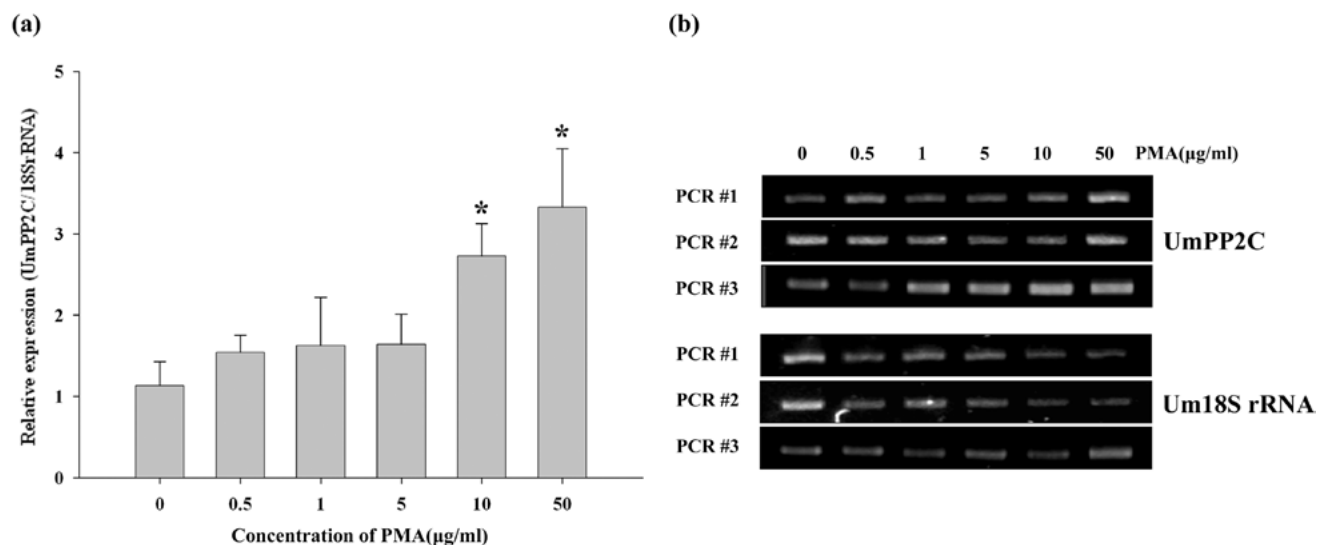 (a)
Relative expression (UmPP2C/18SrRNA)
5
4
3
2
1
0
*
*
0 0.5 1 5 10 50
Concentration of PMA(μg/ml)
(b)
0 0.5 1 5 10 50 PMA(μg/ml)
PCR #1
PCR #2
PCR #3
UmPP2C
PCR #1
PCR #2
PCR #3
Um18S rRNA